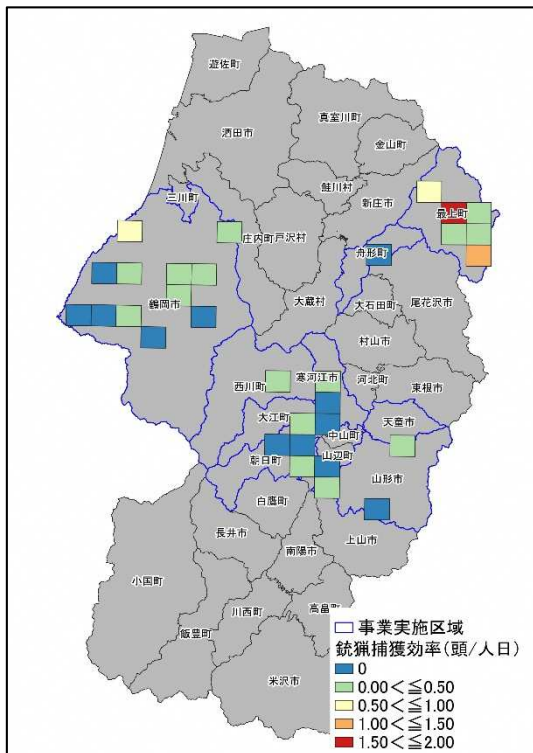 遊佐町
酒田市
真室川町
金山町
三川町
鮭川村
新庄市
最上町
庄内町
戸沢村
舟形町
鶴岡市
大蔵村
大石田町
尾花沢市
村山市
西川町
寒河江市
河北町
東根市
大江町
天童市
中山町
朝日町
山辺町
山形市
白鷹町
長井市
上山市
南陽市
小国町
高畠町
川西町
飯豊町
米沢市
事業実施区域
銃猟捕獲効率(頭/人日)
0
0.00<≦0.50
0.50<≦1.00
1.00<≦1.50
1.50<≦2.00